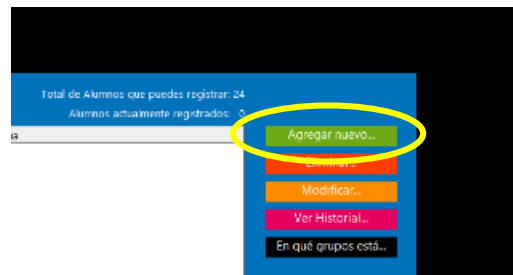 Total de Alumnos que puedes registrar: 24
Alumnos actualmente registrados: 0
na
Agregar nuevo...
Eliminar...
Modificar...
Ver Historial...
En qué grupos está...